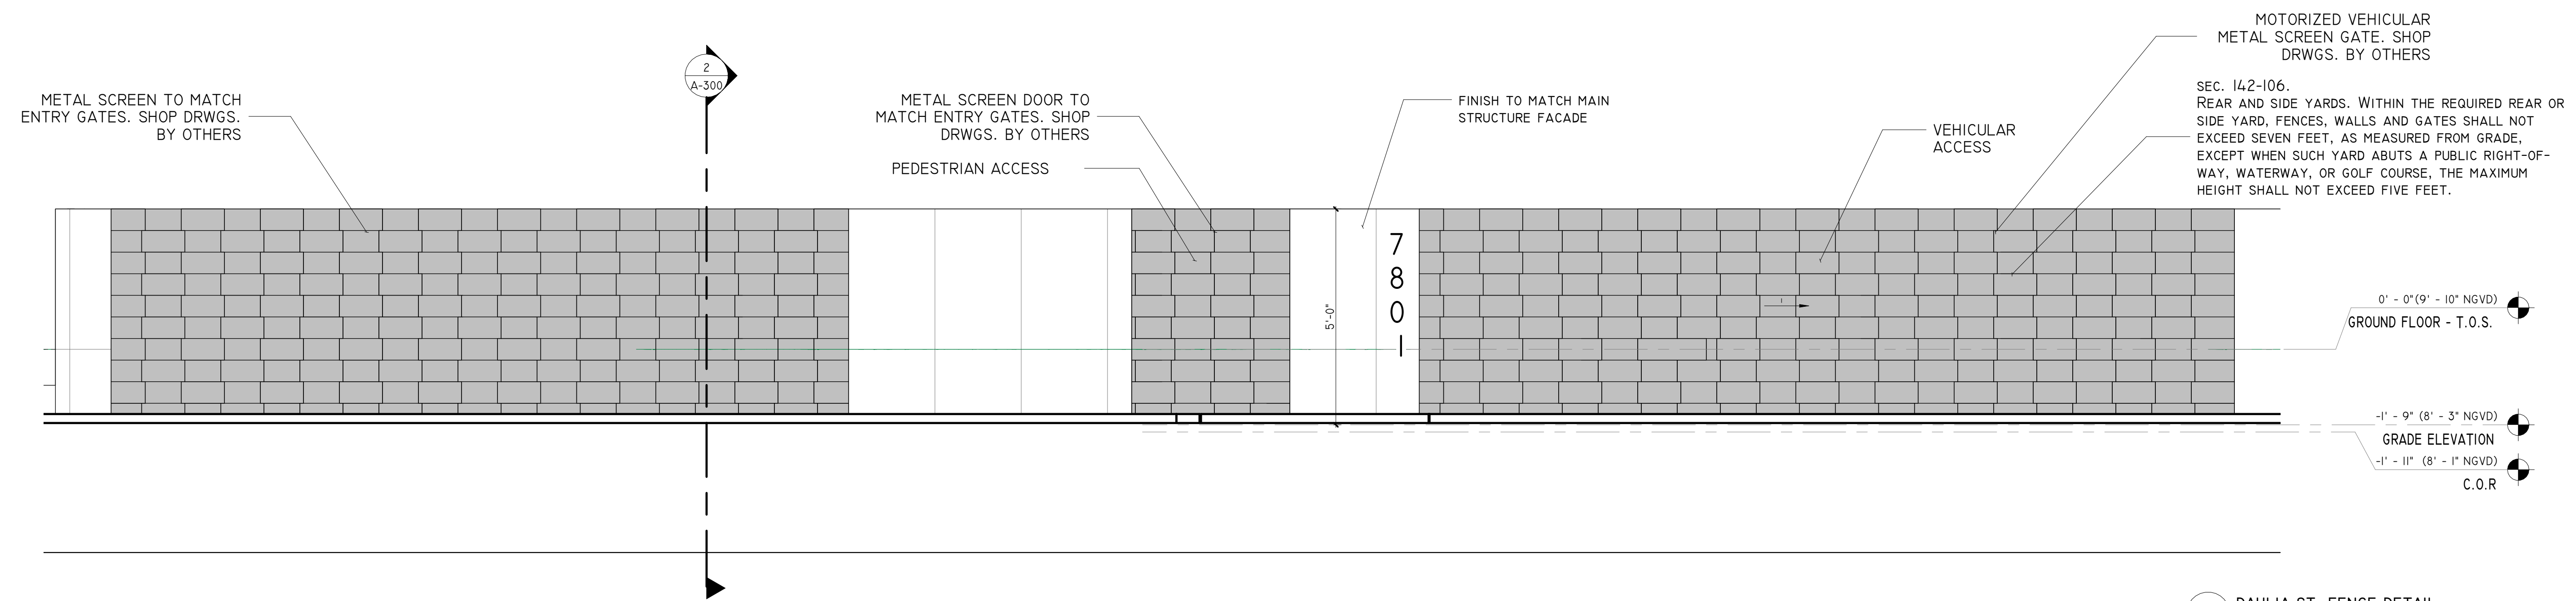 MOTORIZED VEHICULAR
METAL SCREEN GATE. SHOP
DRWGS. BY OTHERS
2
A-300
SEC. 142-106.
REAR AND SIDE YARDS. WITHIN THE REQUIRED REAR OR
SIDE YARD, FENCES, WALLS AND GATES SHALL NOT
EXCEED SEVEN FEET, AS MEASURED FROM GRADE,
EXCEPT WHEN SUCH YARD ABUTS A PUBLIC RIGHT-OF-
WAY, WATERWAY, OR GOLF COURSE, THE MAXIMUM
HEIGHT SHALL NOT EXCEED FIVE FEET.
METAL SCREEN TO MATCH
ENTRY GATES. SHOP DRWGS.
BY OTHERS
METAL SCREEN DOOR TO
MATCH ENTRY GATES. SHOP
DRWGS. BY OTHERS
PEDESTRIAN ACCESS
FINISH TO MATCH MAIN
STRUCTURE FACADE
VEHICULAR
ACCESS
7
8
0
1
5'-0"
1
0' - 0"(9' - 10" NGVD)
GROUND FLOOR - T.O.S.
-1' - 9" (8' - 3" NGVD)
GRADE ELEVATION
-1' - 11" (8' - 1" NGVD)
C.O.R
DAHLIA ST. FENCE DETAIL